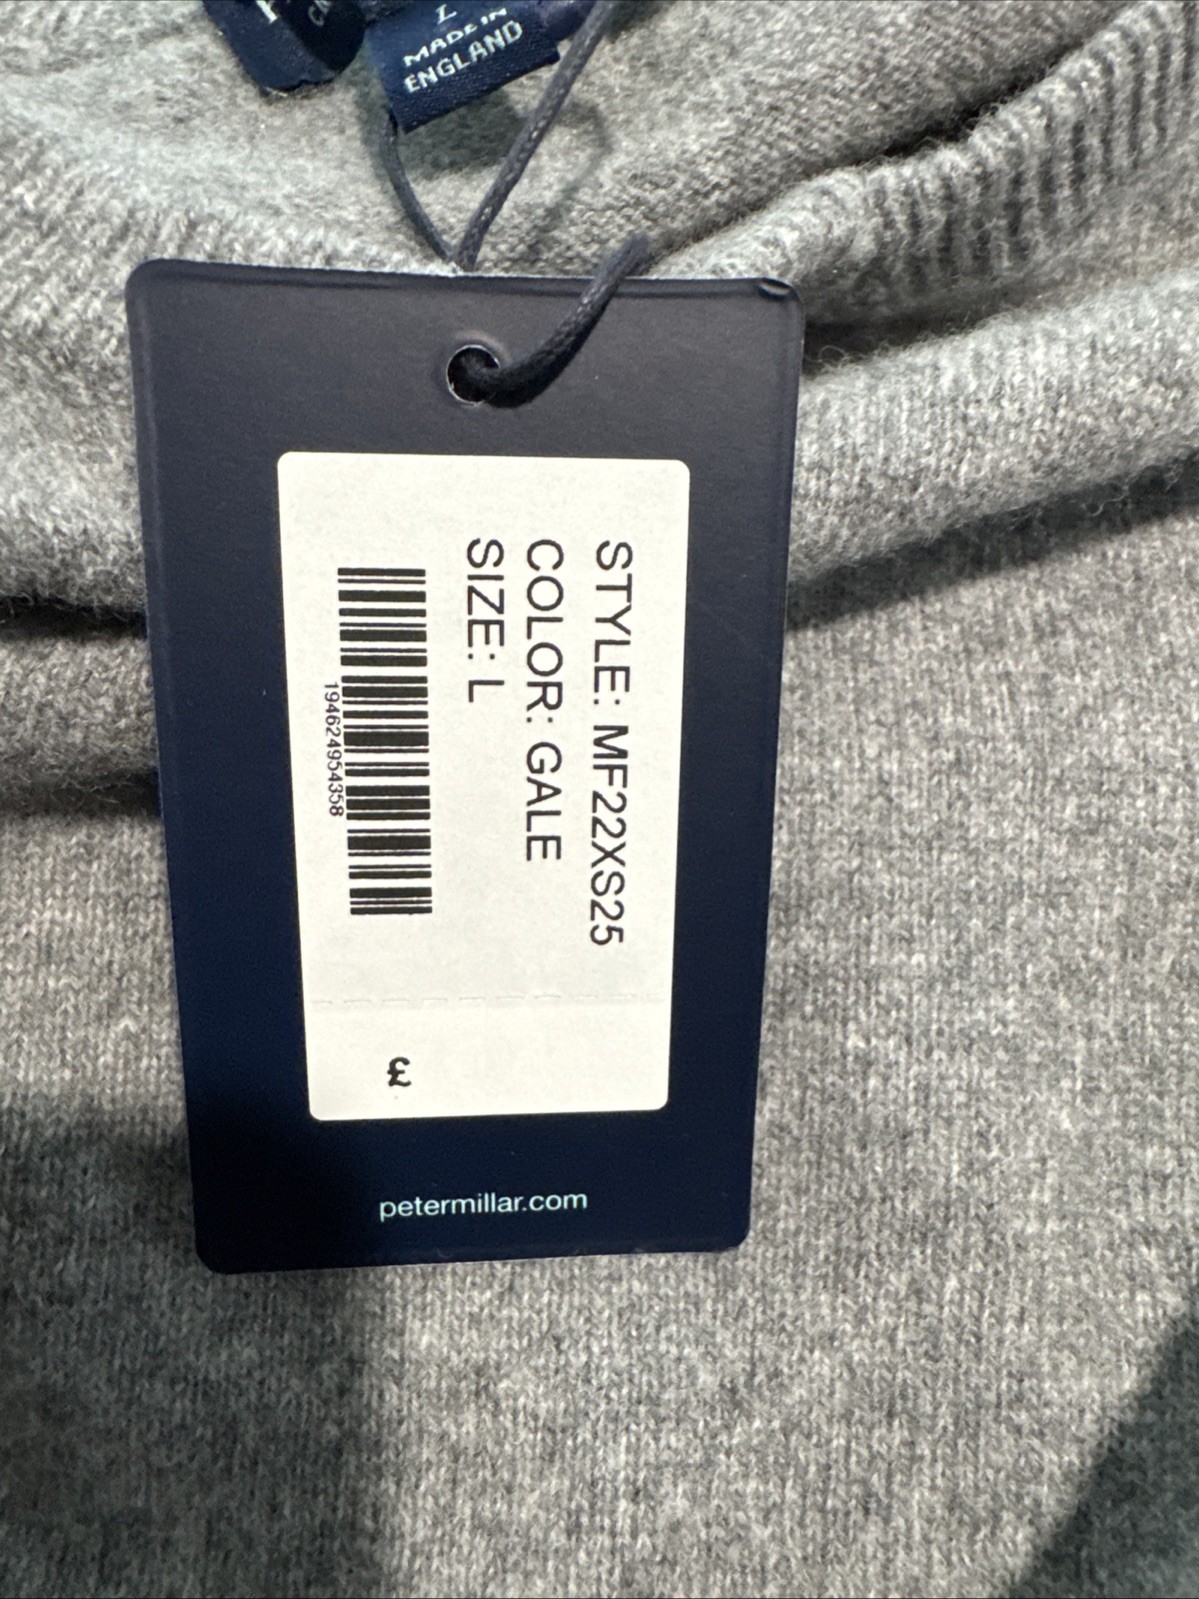 L
MADE IN
ENGLAND
STYLE: MF22XS25
COLOR: GALE
SIZE: L
194624954358
£
petermillar.com